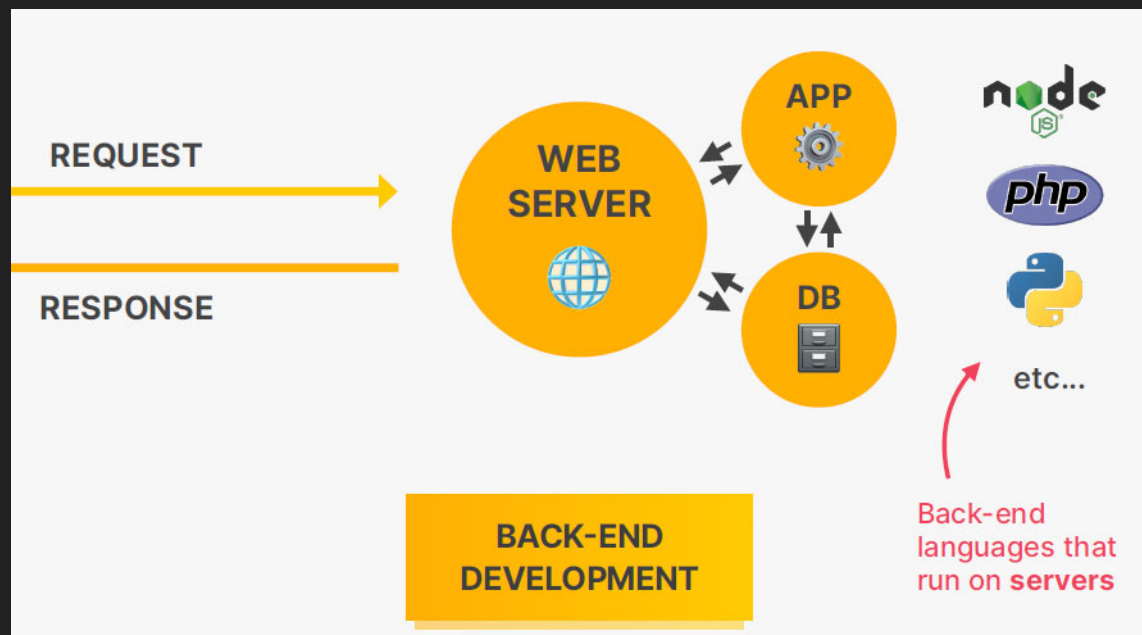 REQUEST
RESPONSE
WEB
SERVER
APP
DB
node
JS
php
etc...
Back-end
languages that
run on servers
BACK-END
DEVELOPMENT